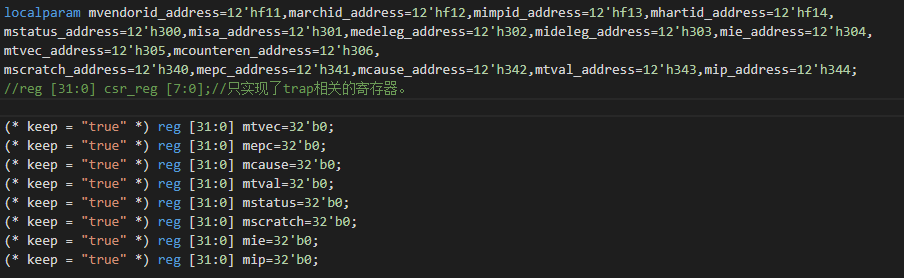 localparam mvendorid_address=12'hf11,marchid_address=12'hf12,mimpid_address=12'hf13,mhartid_address=12'hf14,
mstatus_address=12'h300,misa_address=12'h301,medeleg_address=12'h302,mideleg_address=12'h303,mie_address=12'h304,
mtvec_address=12'h305,mcounteren_address=12'h306,
mscratch_address=12'h340,mepc_address=12'h341,mcause_address=12'h342,mtval_address=12'h343,mip_address=12'h344;
//reg [31:0] csr_reg [7:0];//只实现了trap相关的寄存器。
(* keep = "true" *) reg [31:0] mtvec=32'b0;
(* keep = "true" *) reg [31:0] mepc=32'b0;
(* keep = "true" *) reg [31:0] mcause=32'b0;
(* keep = "true" *) reg [31:0] mtval=32'b0;
(* keep = "true" *) reg [31:0] mstatus=32'b0;
(* keep = "true" *) reg [31:0] mscratch=32'b0;
(* keep = "true" *) reg [31:0] mie=32'b0;
(* keep = "true" *) reg [31:0] mip=32'b0;